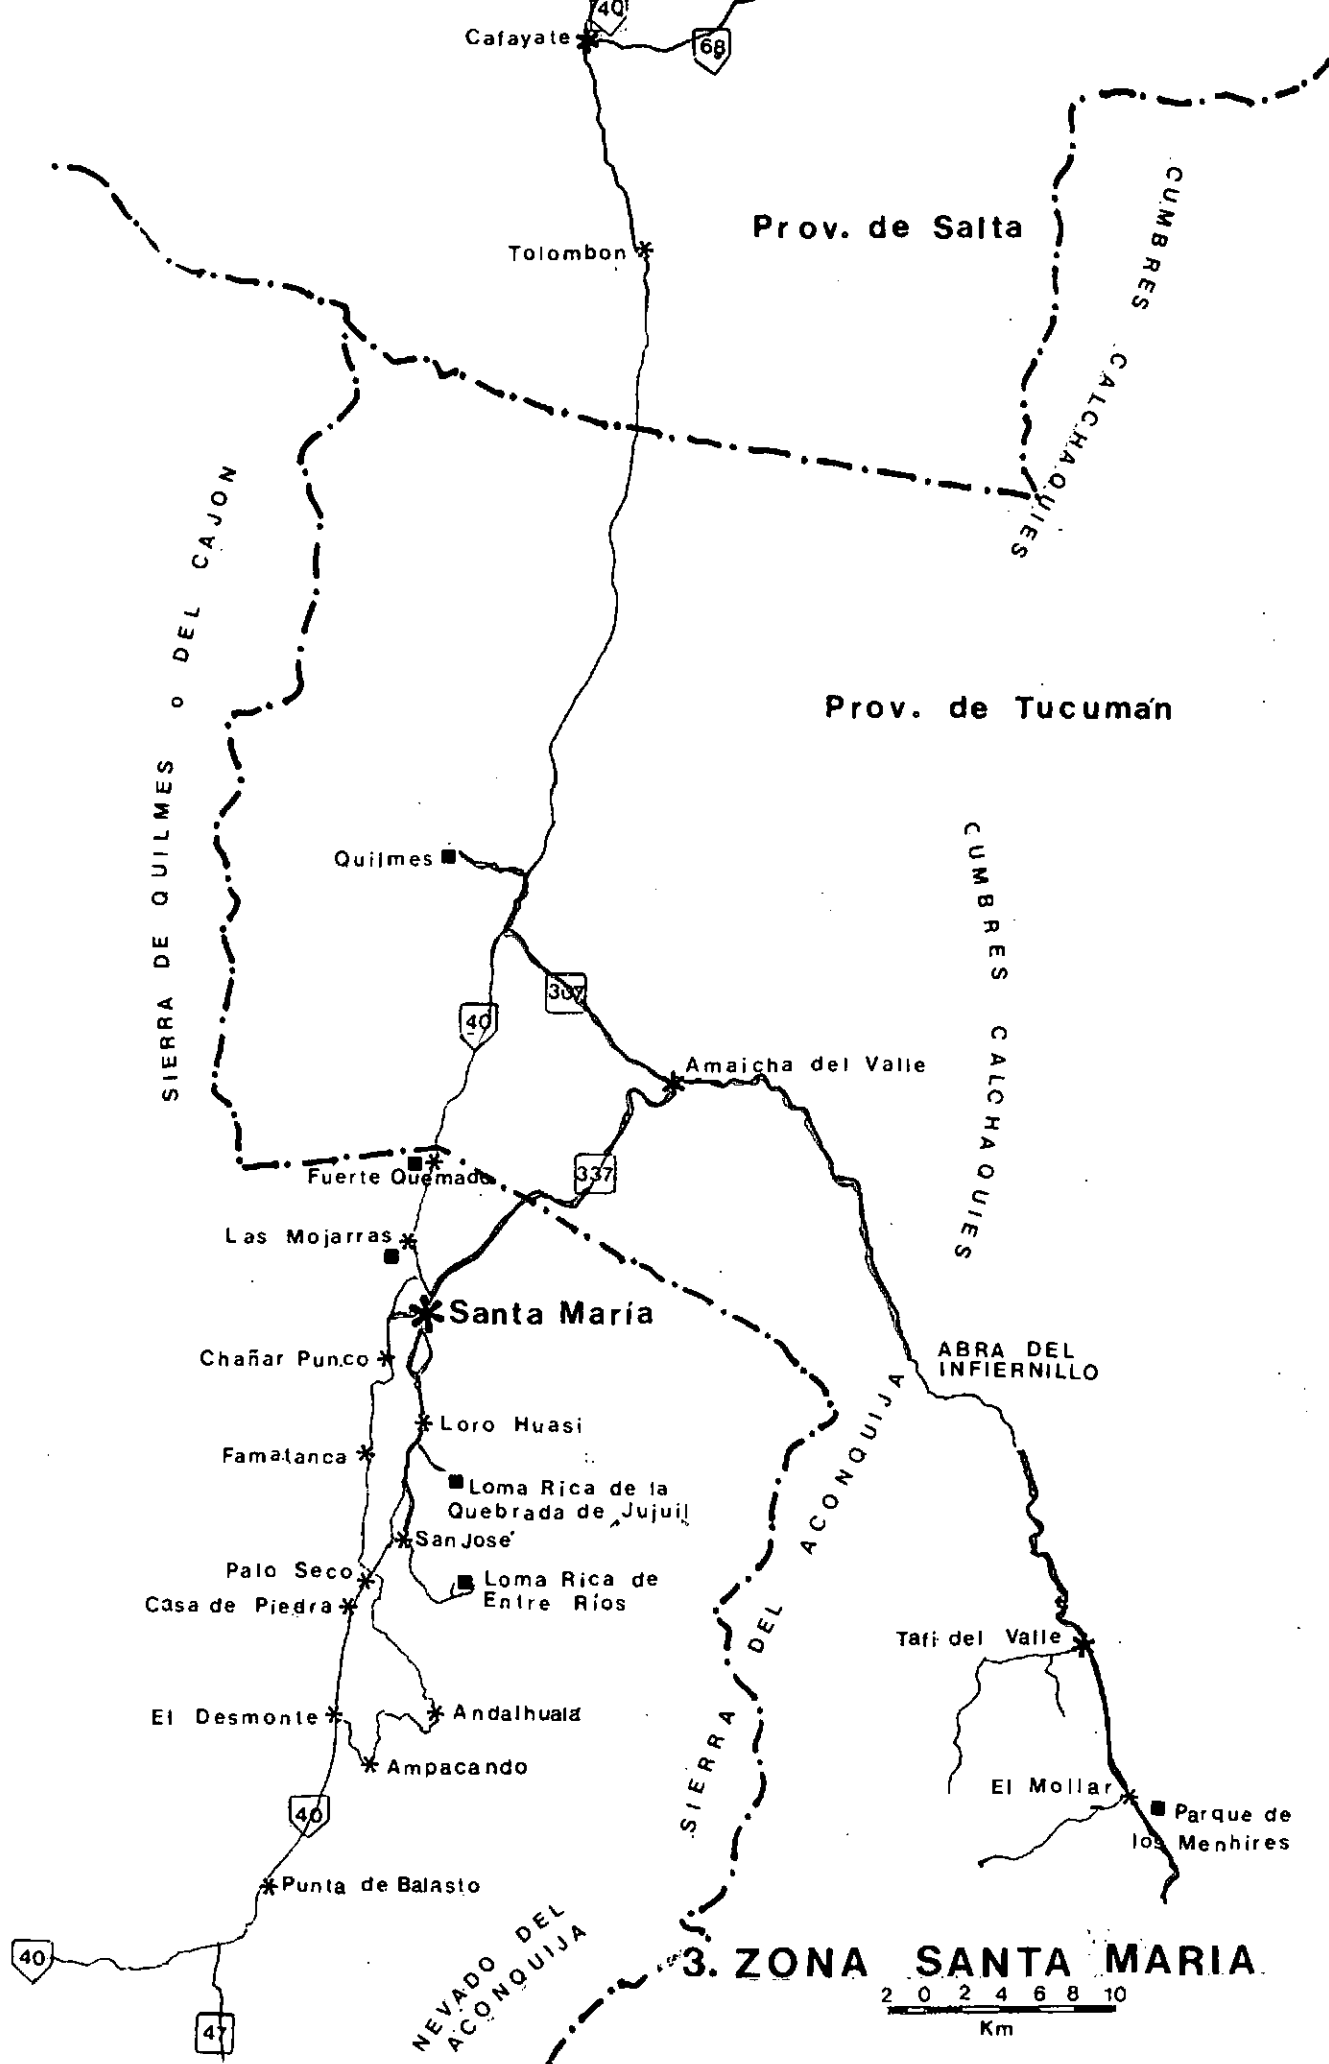 40
Cafayate
68
Prov. de Salta
CUMBRES CALCHAQUIES
Tolombon
SIERRA DE QUILMES o DEL CAJON
Prov. de Tucumán
Quilmes
CUMBRES CALCHAQUIES
307
40
Amaicha del Valle
337
Fuerte Quemado
Las Mojarras
Santa María
Chañar Punco
ABRA DEL
INFIERNILLO
Loro Huasi
Famatanca
Loma Rica de la
Quebrada de Jujuil
San José
Palo Seco
Loma Rica de
Entre Ríos
Casa de Piedra
SIERRA DEL ACONQUIJA
Tafi del Valle
El Desmonte
Andalhuala
Ampacando
El Mollar
40
Parque de
los Menhires
Punta de Balasto
NEVADO DEL
ACONQUIJA
40
3. ZONA SANTA MARIA
2 0 2 4 6 8 10
Km
47